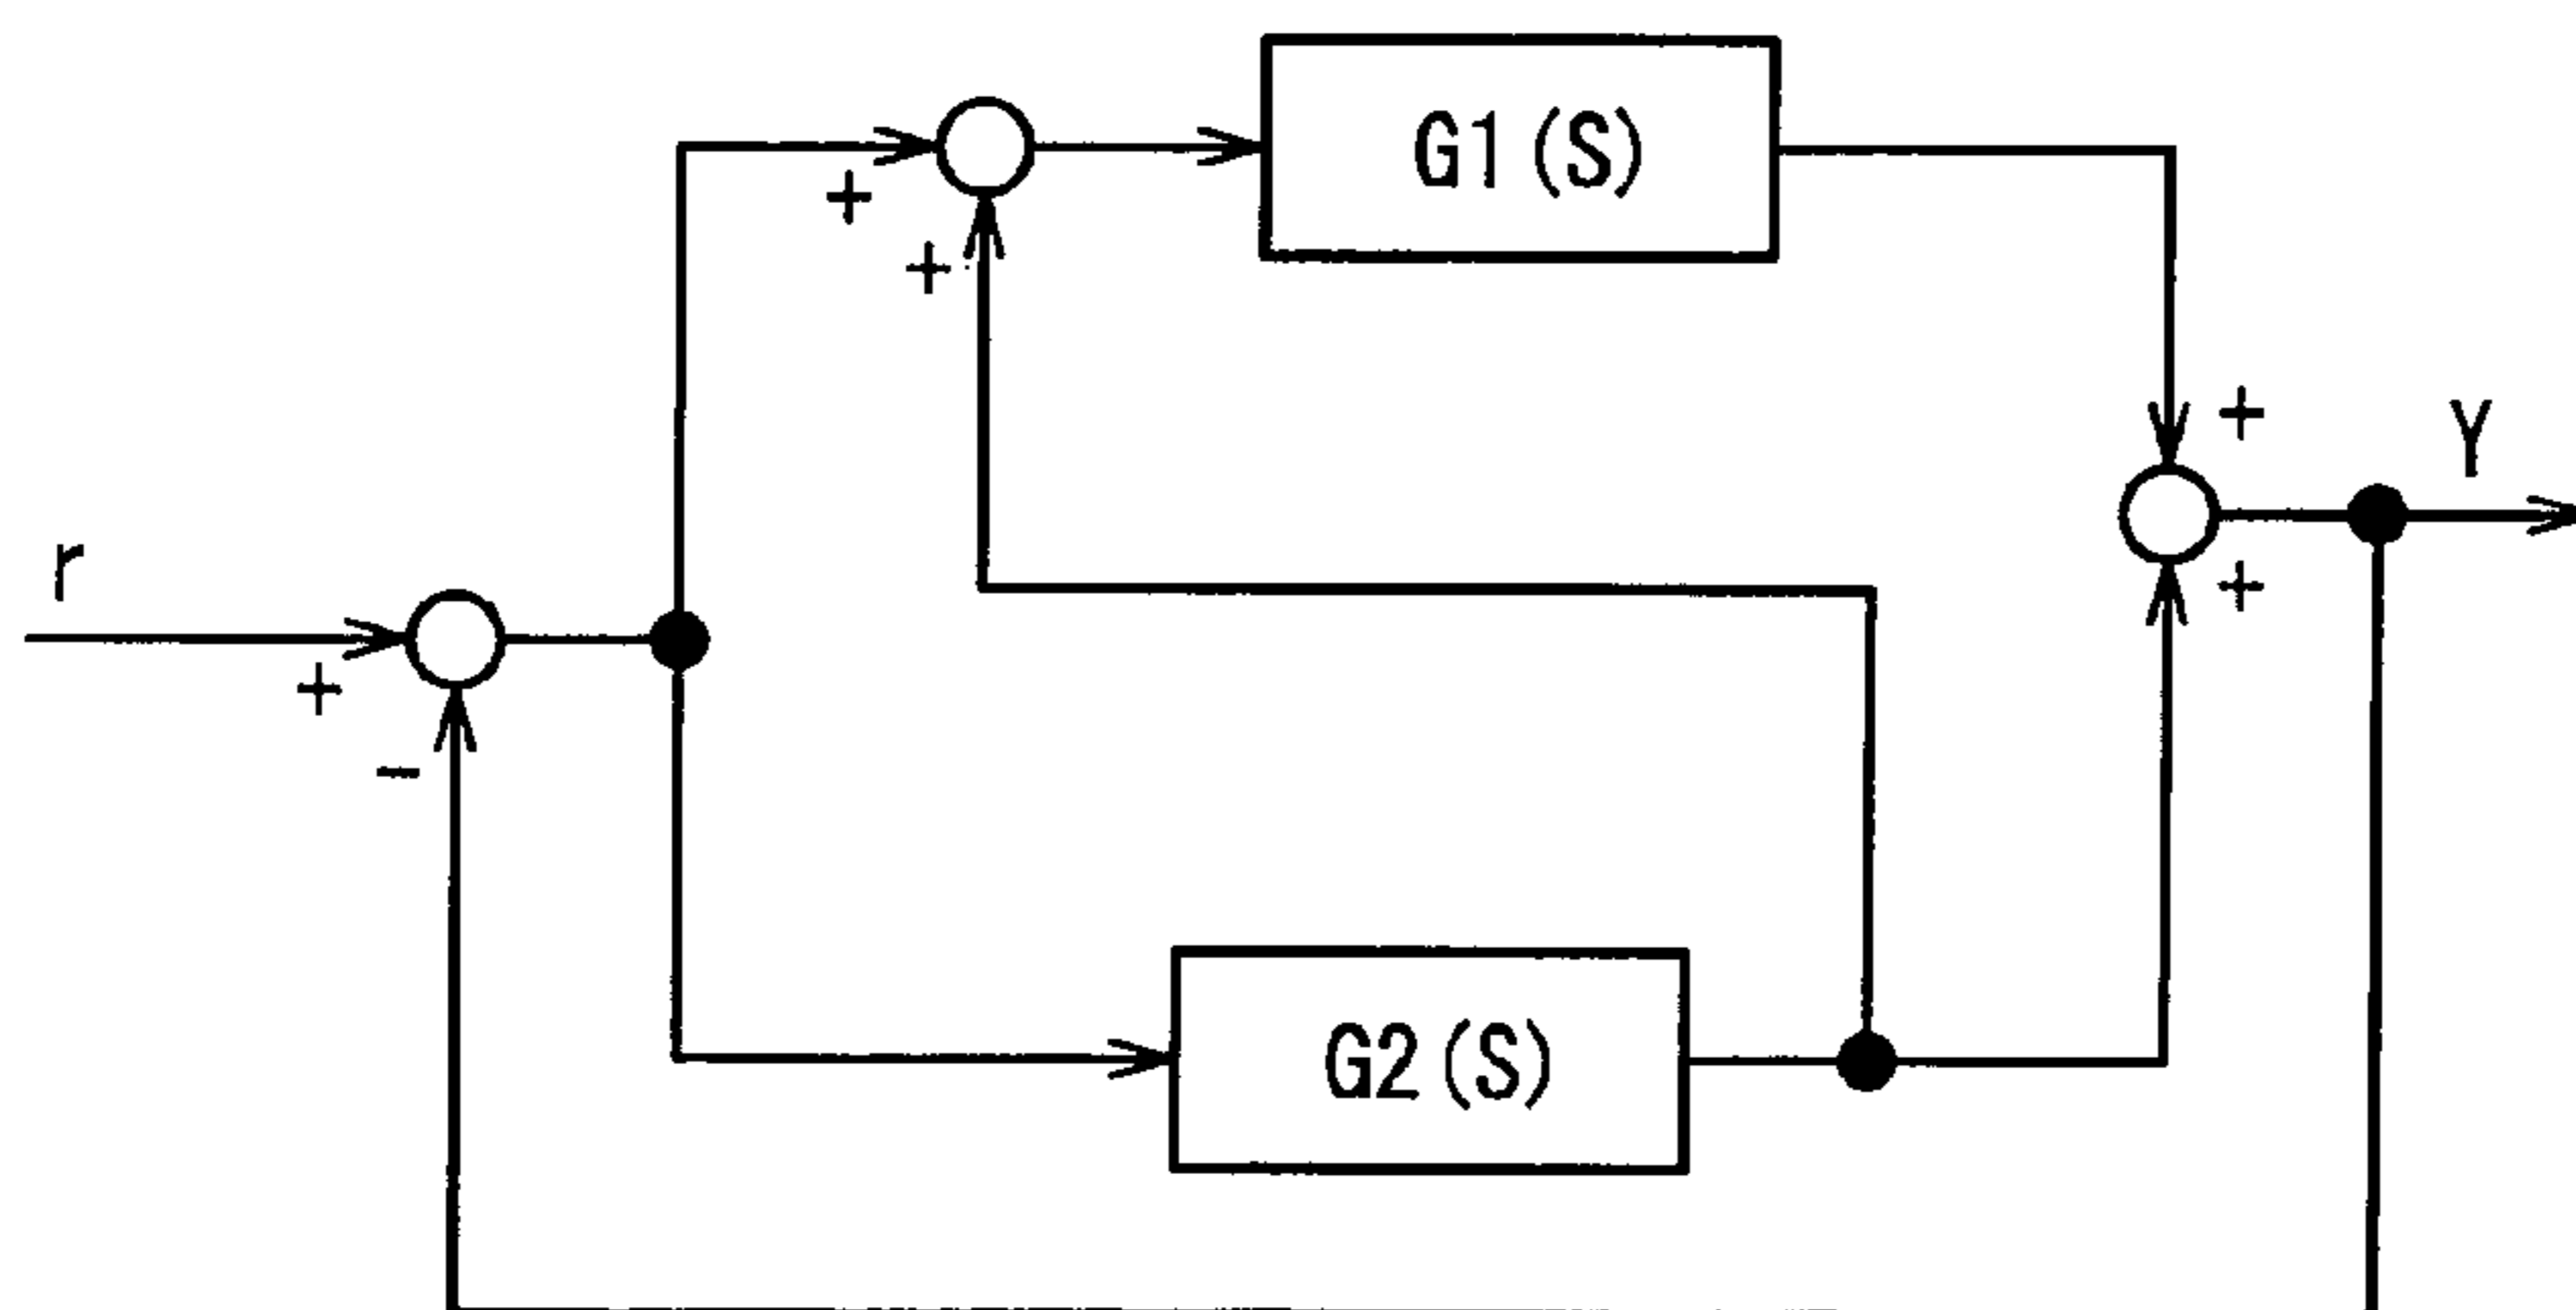 G1(S)
+
+
+
Y
r
+
+
-
G2(S)